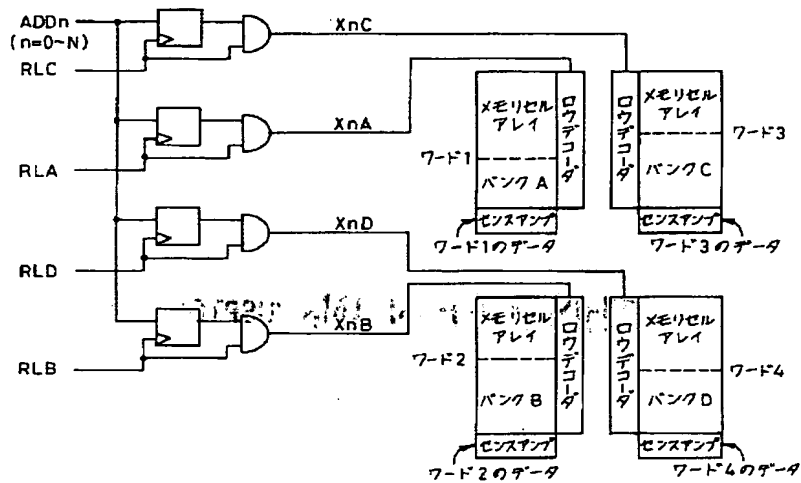 ADDn
(n=0~N)
RLC
XnC
RLA
XnA
RLD
XnD
RLB
XnB
メモリセル
アレイ
ワード1
バンク A
ロウデコーダ
センスアンプ
ワード1のデータ
ロウデコーダ
メモリセル
アレイ
ワード3
バンク C
センスアンプ
ワード3のデータ
メモリセル
アレイ
ワード2
バンク B
ロウデコーダ
センスアンプ
ワード2のデータ
ロウデコーダ
メモリセル
アレイ
ワード4
バンク D
センスアンプ
ワード4のデータ